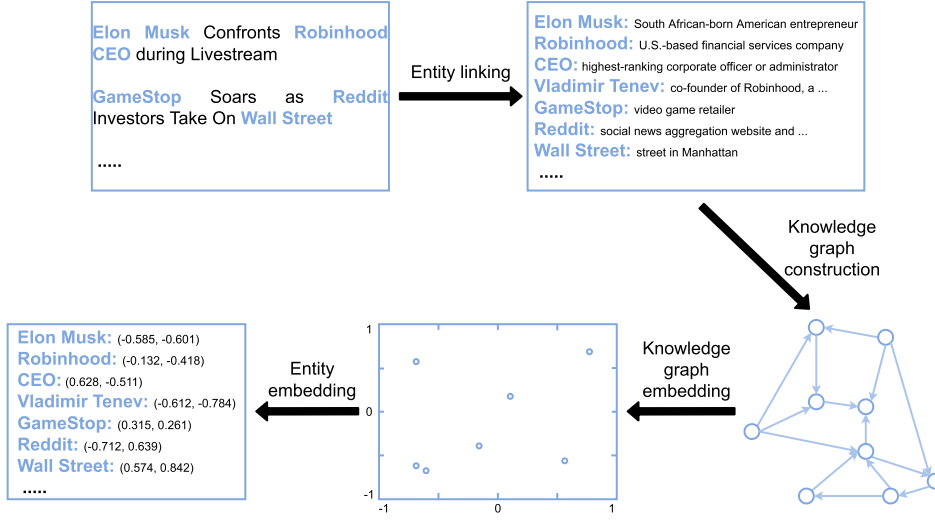 Elon Musk Confronts Robinhood
CEO during Livestream
GameStop Soars as Reddit
Investors Take On Wall Street
.....
Entity linking
Elon Musk: South African-born American entrepreneur
Robinhood: U.S.-based financial services company
CEO: highest-ranking corporate officer or administrator
Vladimir Tenev: co-founder of Robinhood, a ...
GameStop: video game retailer
Reddit: social news aggregation website and ...
Wall Street: street in Manhattan
.....
Knowledge
graph
construction
Knowledge
graph
embedding
1
0
-1
-1
0
1
Entity
embedding
Elon Musk: (-0.585, -0.601)
Robinhood: (-0.132, -0.418)
CEO: (0.628, -0.511)
Vladimir Tenev: (-0.612, -0.784)
GameStop: (0.315, 0.261)
Reddit: (-0.712, 0.639)
Wall Street: (0.574, 0.842)
.....